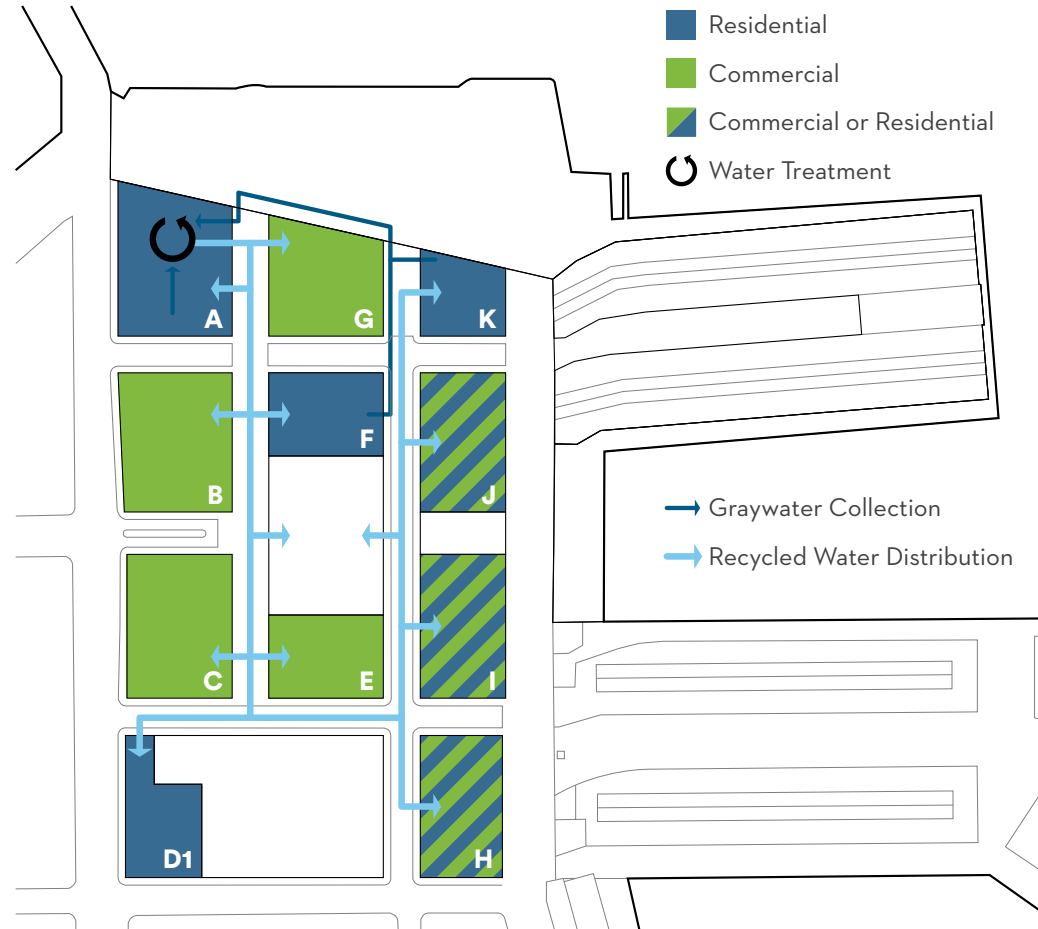 Residential
Commercial
Commercial or Residential
Water Treatment
A
G
K
F
B
J
Graywater Collection
Recycled Water Distribution
C
E
I
D1
H